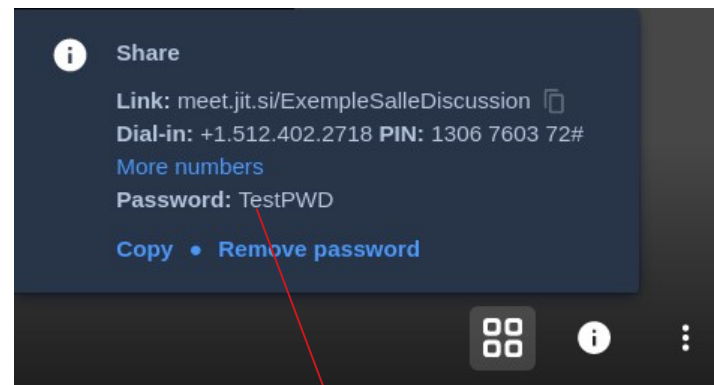 Share
Link: meet.jit.si/ExempleSalleDiscussion
Dial-in: +1.512.402.2718 PIN: 1306 7603 72#
More numbers
Password: TestPWD
Copy • Remove password